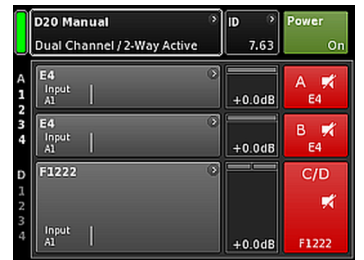 D20 Manual
Dual Channel / 2-Way Active
ID
7.63
Power
On
A
1
2
3
4
D
1
2
3
4
E4
Input
A1
+0.0dB
A
E4
E4
Input
A1
+0.0dB
B
E4
F1222
Input
A1
+0.0dB
C/D
F1222